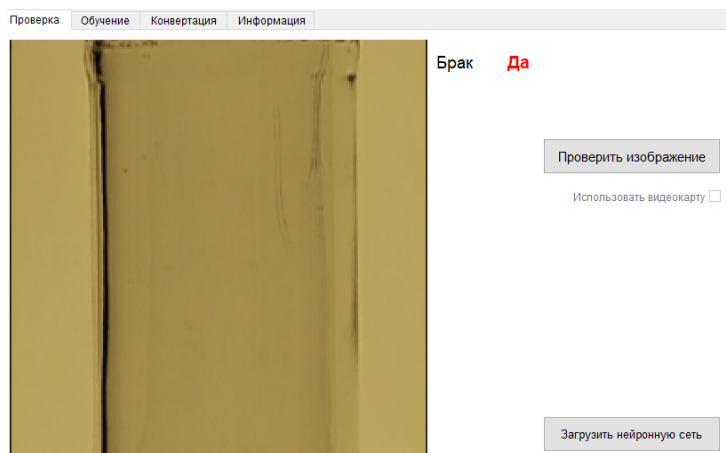 Проверка Обучение Конвертация Информация
Брак Да
Проверить изображение
Использовать видеокарту
Загрузить нейронную сеть